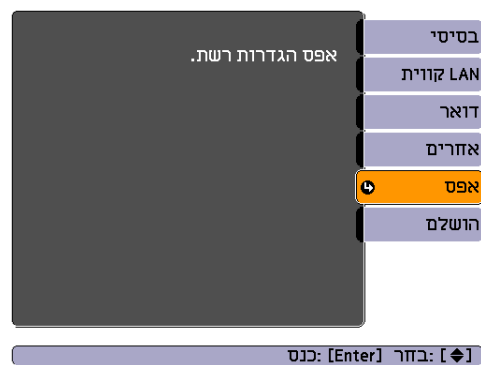 בסיסי
LAN קווית
דואר
אחרים
אפס
הושלם
אפס הגדרות רשת.
[◆] :בחר [Enter] :כנס